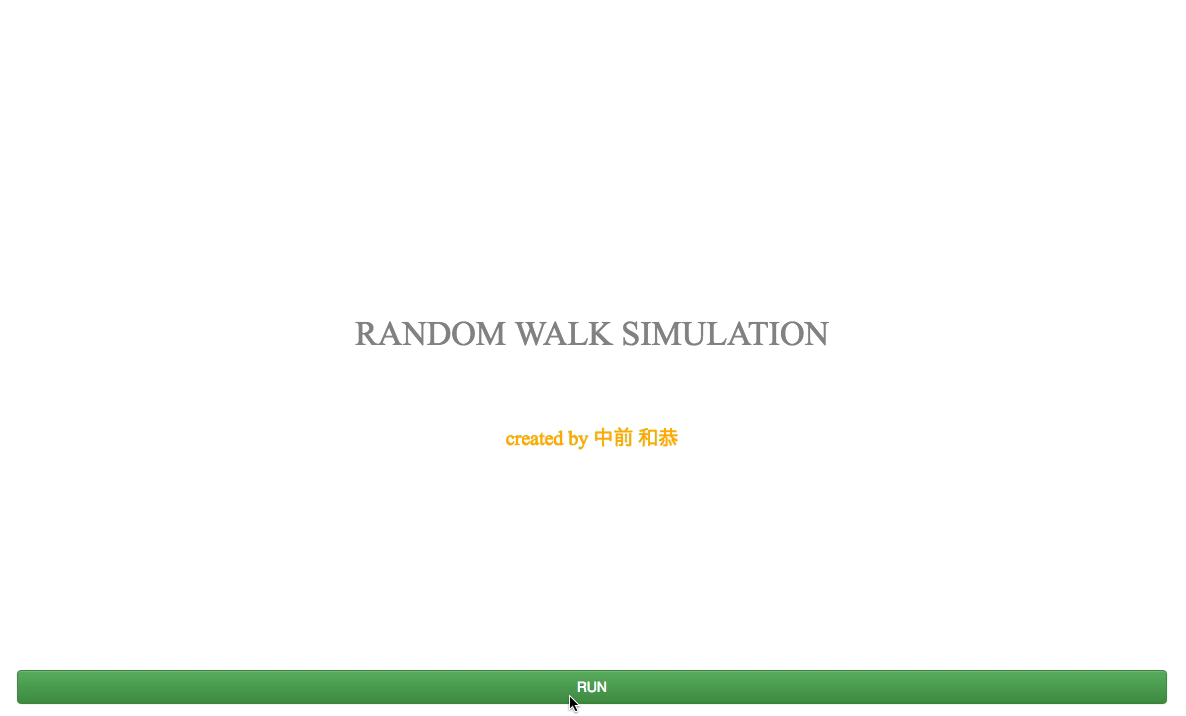 RANDOM WALK SIMULATION
created by 中前 和恭
RUN